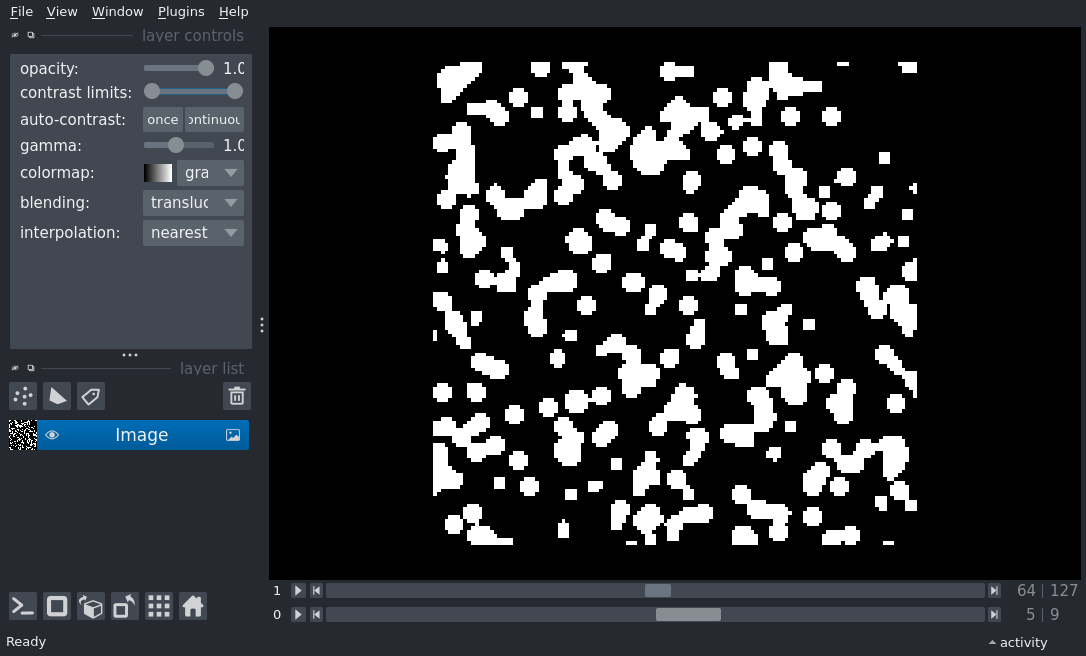 File View Window Plugins Help
layer controls
opacity: 1.0
contrast limits:
auto-contrast: once ontinuou
gamma: 1.0
colormap: gra
blending: transluc
interpolation: nearest
layer list
Image
1 64 | 127
0 5 | 9
Ready activity